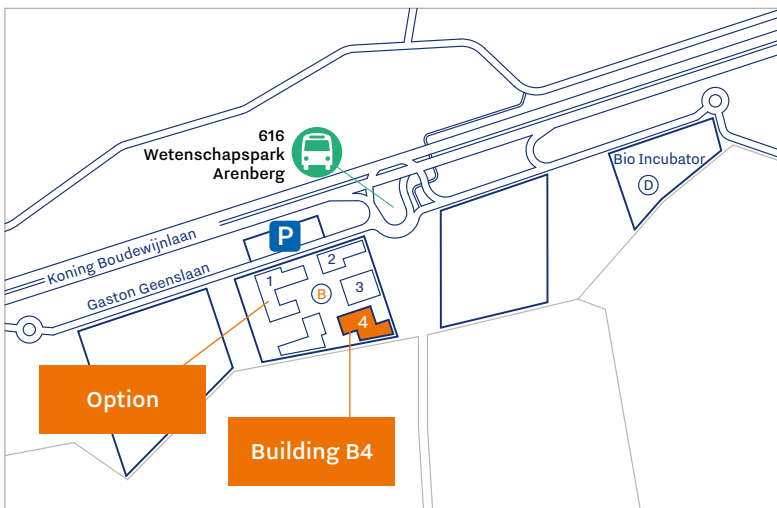 616
Wetenschapspark
Arenberg
Bio Incubator
D
P
Koning Boudewijnlaan
Gaston Geenslaan
1
2
B
3
4
Option
Building B4